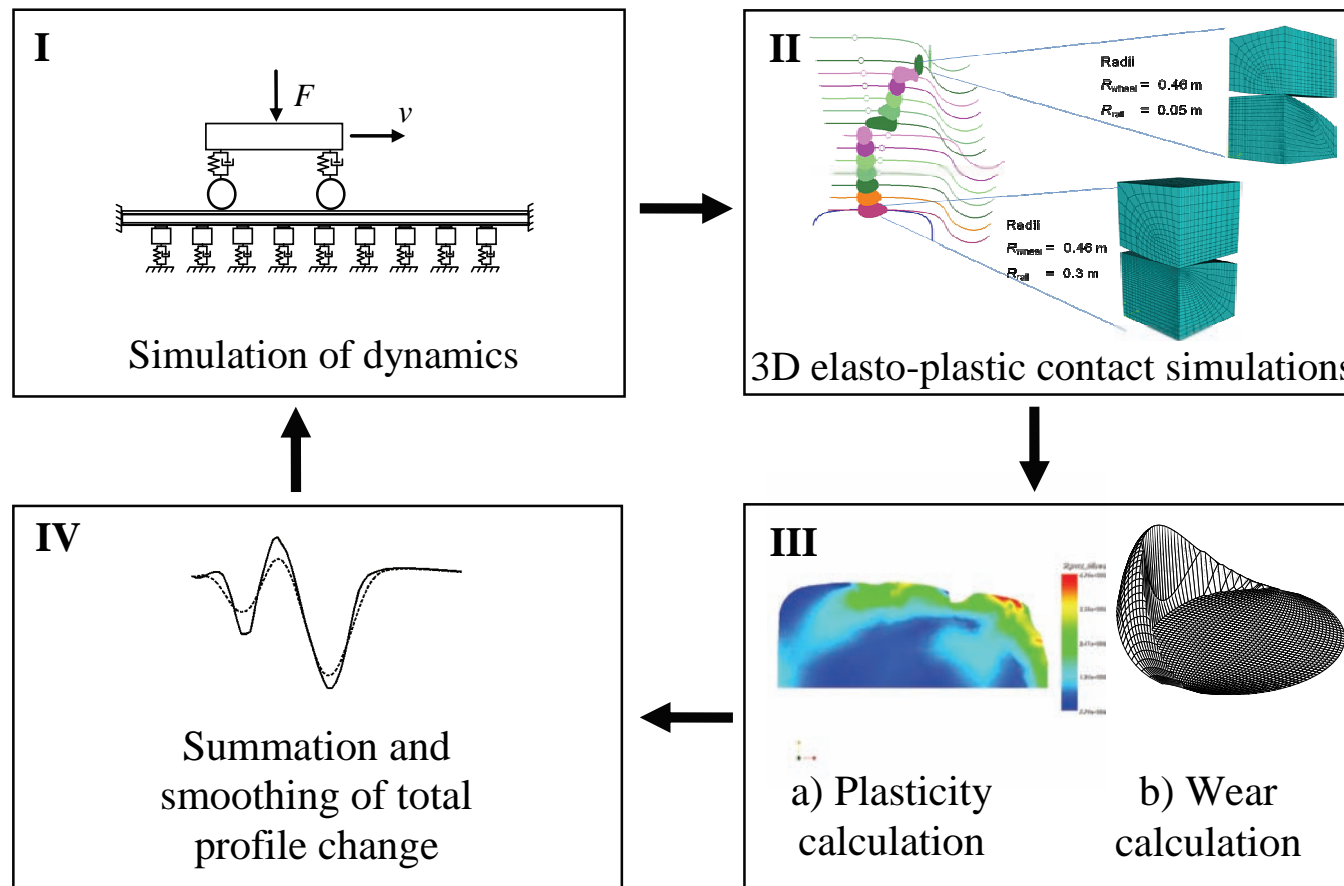 I
F
v
Simulation of dynamics
II
Radii
R_wheel = 0.46 m
R_rail = 0.05 m
Radii
R_wheel = 0.46 m
R_rail = 0.3 m
3D elasto-plastic contact simulations
IV
Summation and
smoothing of total
profile change
III
a) Plasticity
calculation
b) Wear
calculation